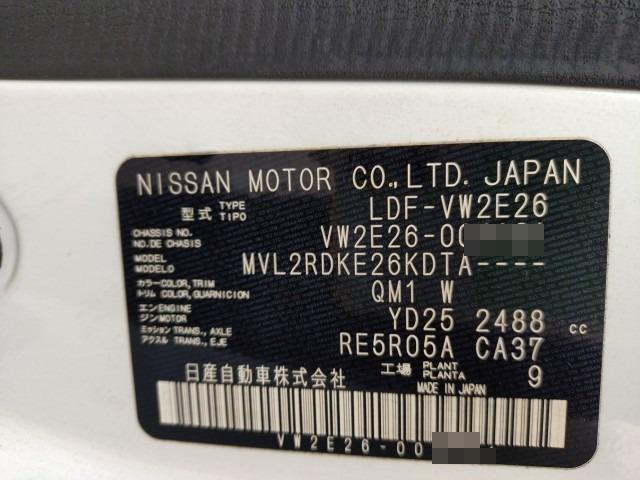 NISSAN MOTOR CO.,LTD. JAPAN
型式 TYPE TIPO LDF-VW2E26
CHASSIS NO. NO.DE CHASIS VW2E26-00
MODEL MODELO MVL2RDKE26KDTA----
カラー COLOR,TRIM トリム COLOR,GUARNICION QM1 W
エンジン ENGINE MOTOR YD25 2488 cc
ミッション TRANS., AXLE アクスル TRANS., EJE RE5R05A CA37
日産自動車株式会社 工場 PLANT PLANTA 9
MADE IN JAPAN
VW2E26-00